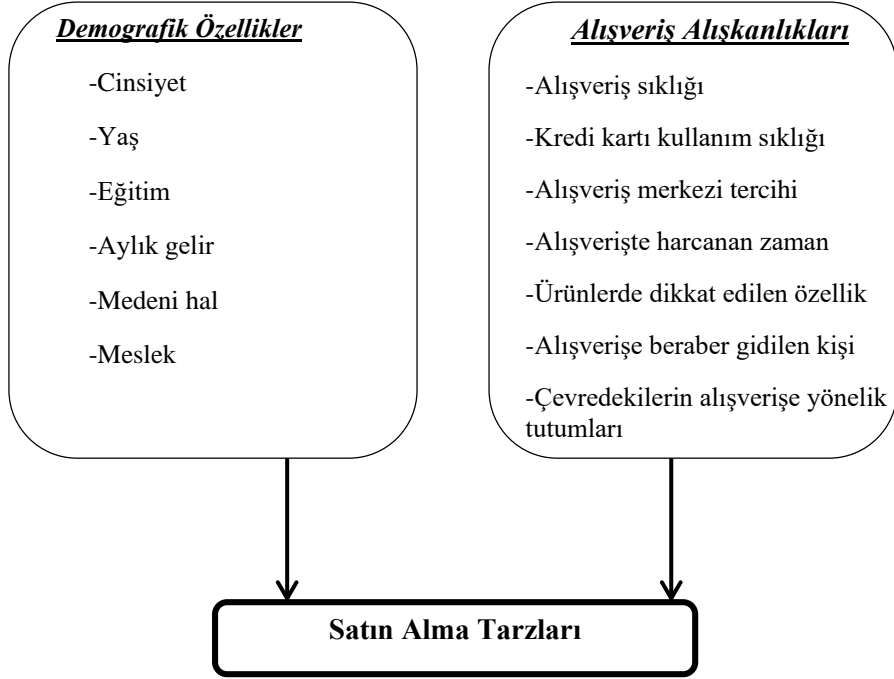 Demografik Özellikler
-Cinsiyet
-Yaş
-Eğitim
-Aylık gelir
-Medeni hal
-Meslek
Alışveriş Alışkanlıkları
-Alışveriş sıklığı
-Kredi kartı kullanım sıklığı
-Alışveriş merkezi tercihi
-Alışverişte harcanan zaman
-Ürünlerde dikkat edilen özellik
-Alışverişe beraber gidilen kişi
-Çevredekilerin alışverişe yönelik
tutumları
Satın Alma Tarzları